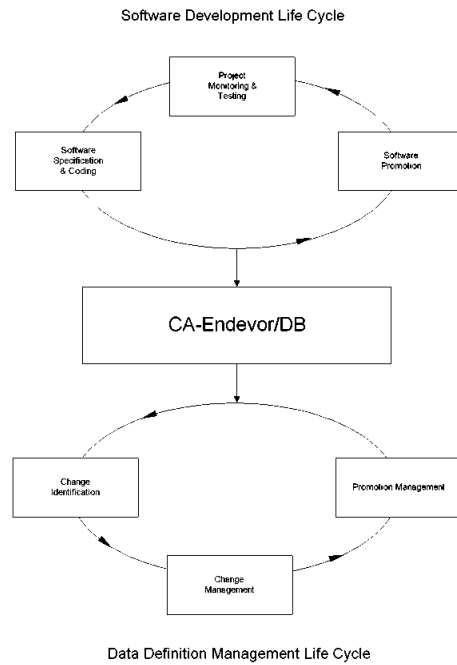 Software Development Life Cycle
Project
Monitoring &
Testing
Software
Specification
& Coding
Software
Promotion
CA-Endevor/DB
Change
Identification
Promotion Management
Change
Management
Data Definition Management Life Cycle